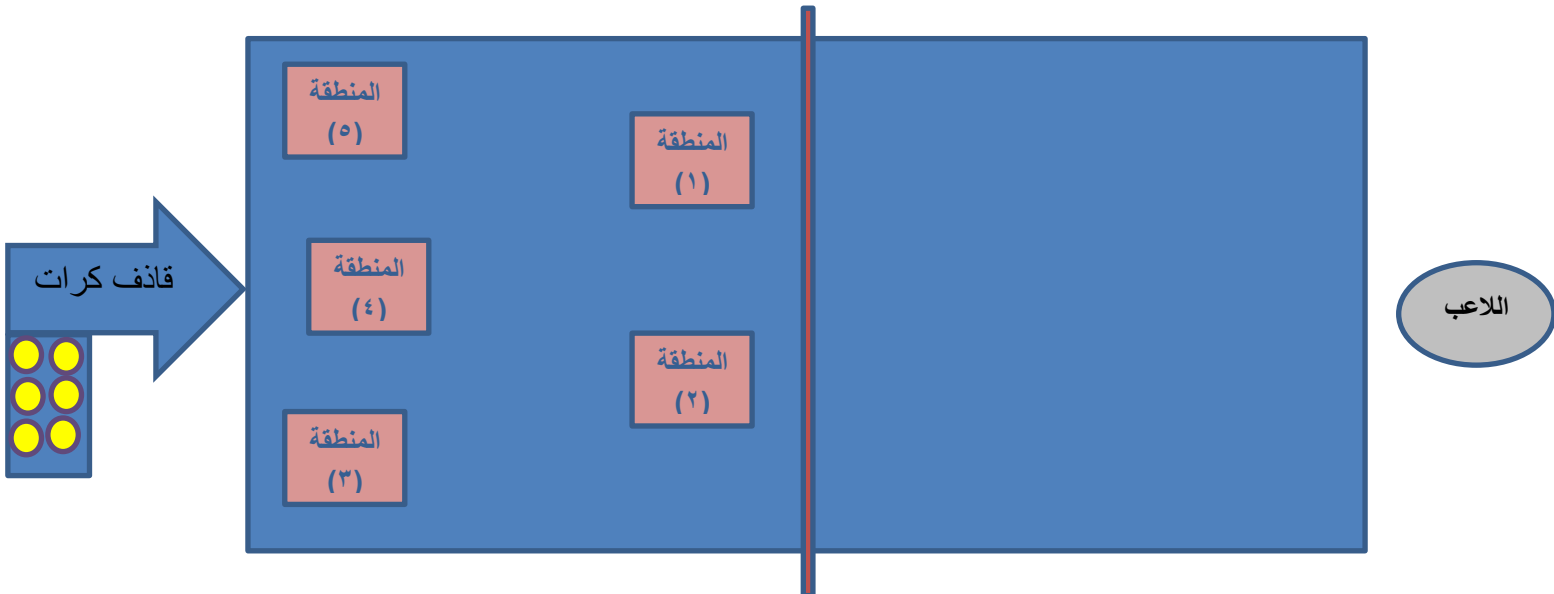 المنطقة
(٥)
المنطقة
(١)
قاذف كرات
المنطقة
(٤)
اللاعب
المنطقة
(٢)
المنطقة
(٣)